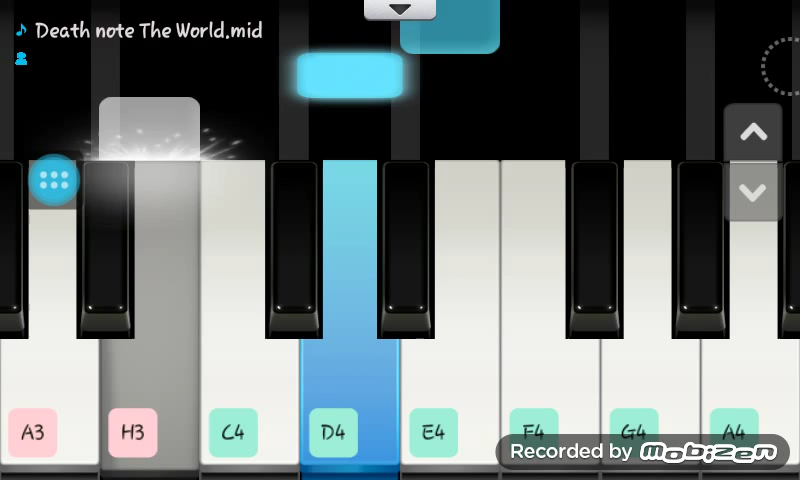 Death note The World.mid
A3 H3 C4 D4 E4 F4 G4 A4
Recorded by mobizen